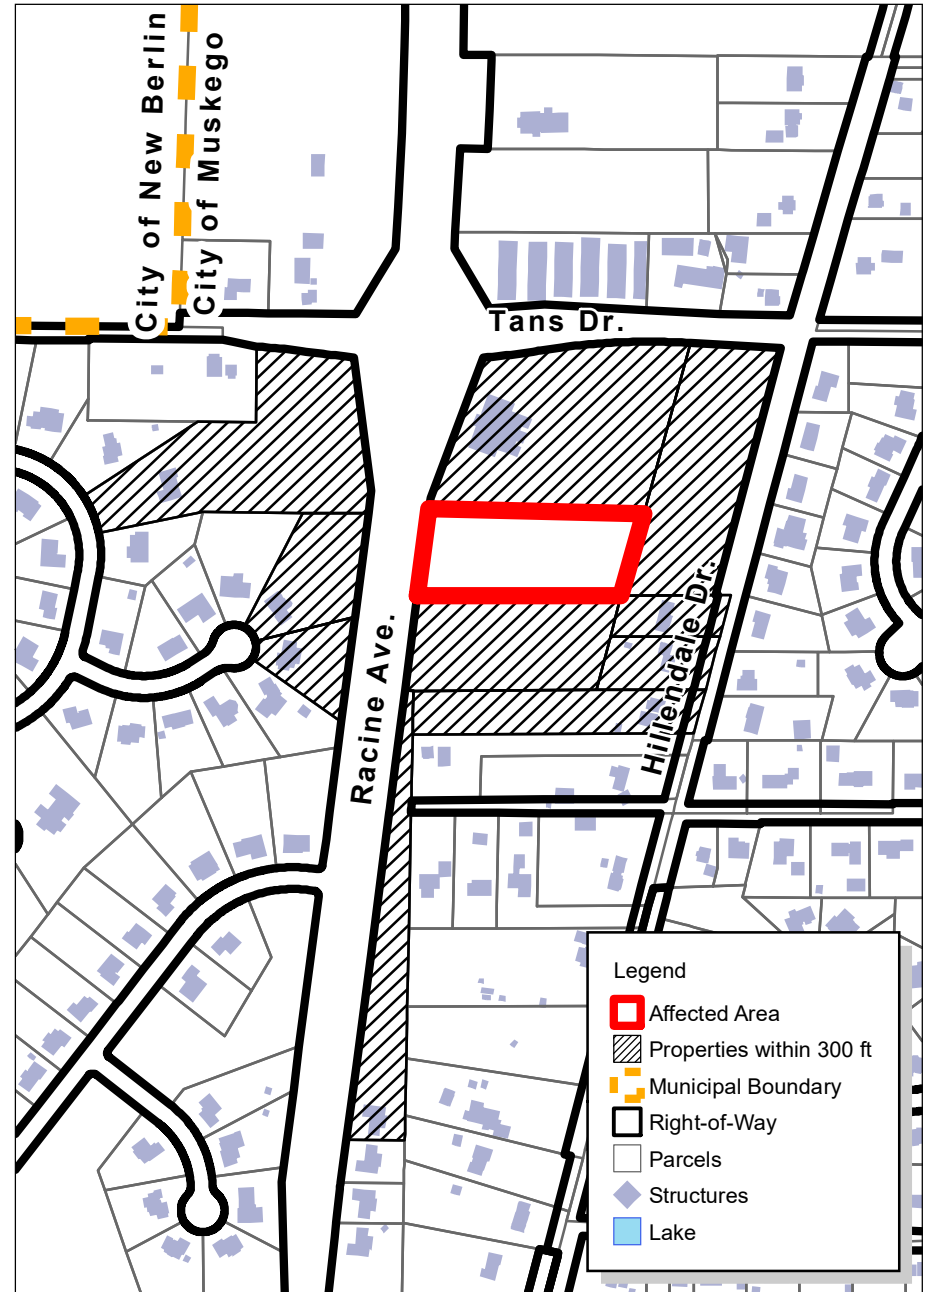 City of New Berlin
City of Muskego
Tans Dr.
Hillendale Dr.
Racine Ave.
Legend
Affected Area
Properties within 300 ft
Municipal Boundary
Right-of-Way
Parcels
Structures
Lake